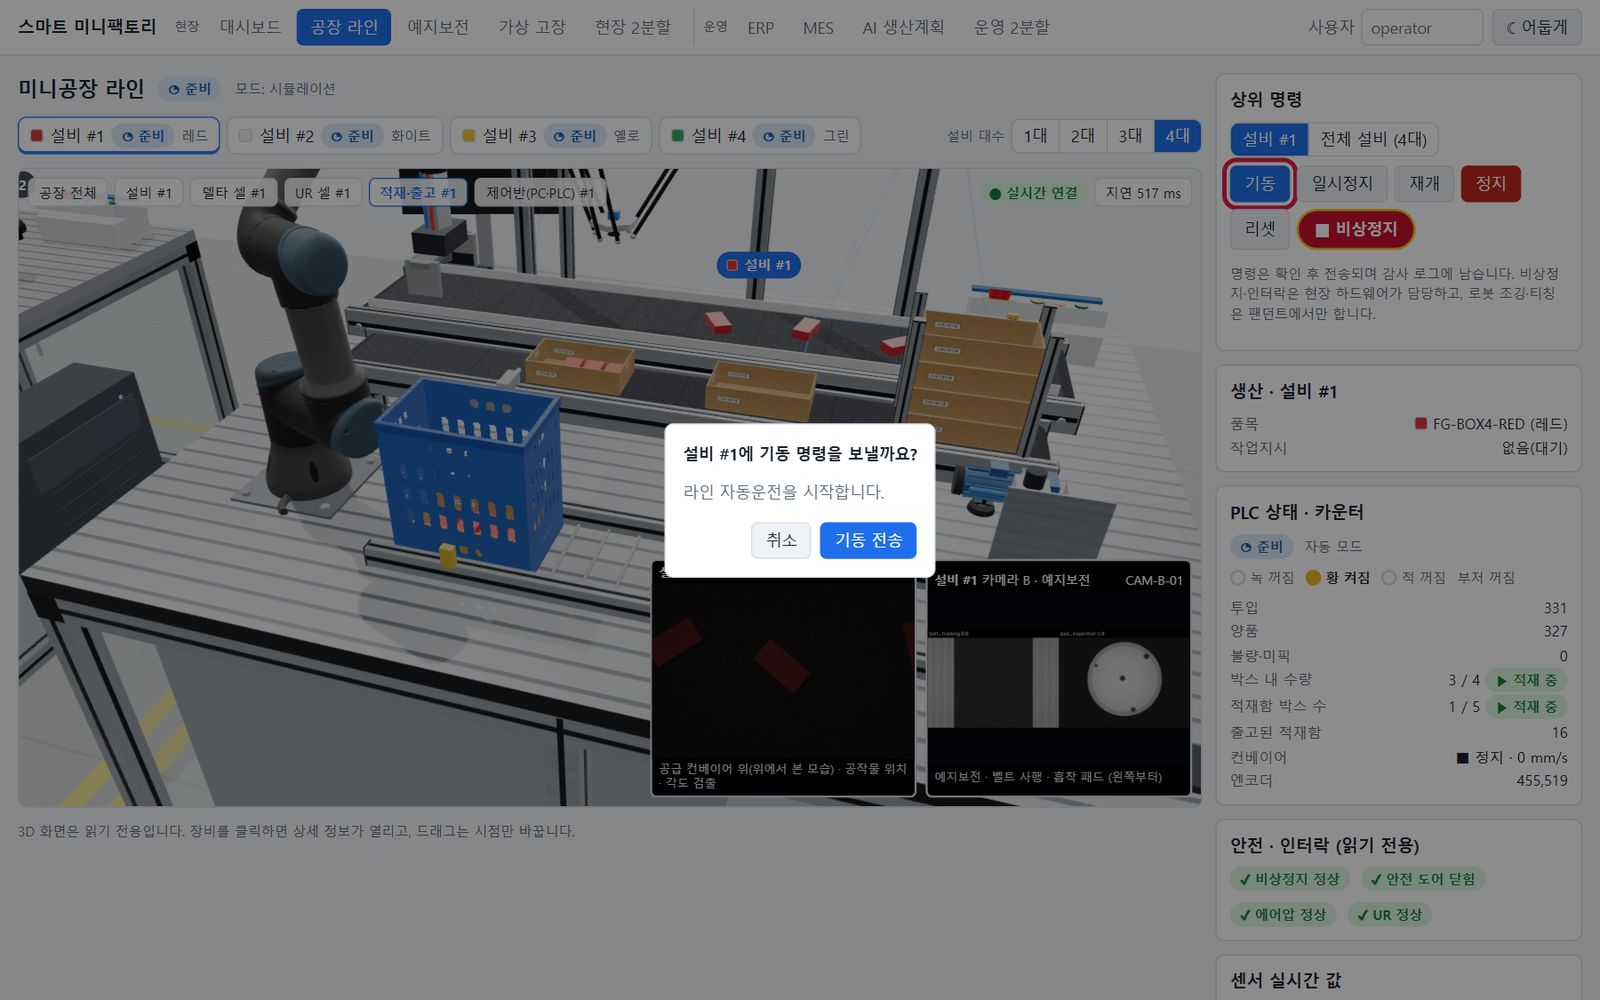 스마트 미니팩토리 현장 대시보드 공장 라인 예지보전 가상 고장 현장 2분할 운영 ERP MES AI 생산계획 운영 2분할 사용자 operator ☾ 어둡게
미니공장 라인 준비 모드: 시뮬레이션
설비 #1 준비 레드 설비 #2 준비 화이트 설비 #3 준비 옐로 설비 #4 준비 그린 설비 대수 1대 2대 3대 4대
2 공장 전체 설비 #1 델타 셀 #1 UR 셀 #1 적재·출고 #1 제어반(PC·PLC) #1 실시간 연결 지연 517 ms
설비 #1
설비 #1에 기동 명령을 보낼까요?
라인 자동운전을 시작합니다.
취소 기동 전송
공급 컨베이어 위(위에서 본 모습) · 공작물 위치
· 각도 검출
설비 #1 카메라 B · 예지보전 CAM-B-01
예지보전 · 벨트 사행 · 흡착 패드 (왼쪽부터)
3D 화면은 읽기 전용입니다. 장비를 클릭하면 상세 정보가 열리고, 드래그는 시점만 바꿉니다.
상위 명령
설비 #1 전체 설비 (4대)
기동 일시정지 재개 정지
리셋 ■ 비상정지
명령은 확인 후 전송되며 감사 로그에 남습니다. 비상정
지·인터락은 현장 하드웨어가 담당하고, 로봇 조깅·티칭
은 팬던트에서만 합니다.
생산 · 설비 #1
품목 FG-BOX4-RED (레드)
작업지시 없음(대기)
PLC 상태 · 카운터
준비 자동 모드
녹 꺼짐 황 켜짐 적 꺼짐 부저 꺼짐
투입 331
양품 327
불량·미픽 0
박스 내 수량 3 / 4 ▶ 적재 중
적재함 박스 수 1 / 5 ▶ 적재 중
출고된 적재함 16
컨베이어 ■ 정지 · 0 mm/s
엔코더 455,519
안전 · 인터락 (읽기 전용)
✓ 비상정지 정상 ✓ 안전 도어 닫힘
✓ 에어압 정상 ✓ UR 정상
센서 실시간 값